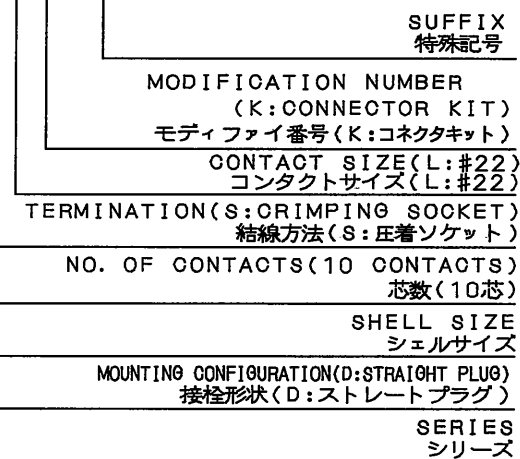 SUFFIX
特殊記号
MODIFICATION NUMBER
(K:CONNECTOR KIT)
モディファイ番号(K:コネクタキット)
CONTACT SIZE(L:#22)
コンタクトサイズ(L:#22)
TERMINATION(S:CRIMPING SOCKET)
結線方法(S:圧着ソケット)
NO. OF CONTACTS(10 CONTACTS)
芯数(10芯)
SHELL SIZE
シェルサイズ
MOUNTING CONFIGURATION(D:STRAIGHT PLUG)
接栓形状(D:ストレートプラグ)
SERIES
シリーズ